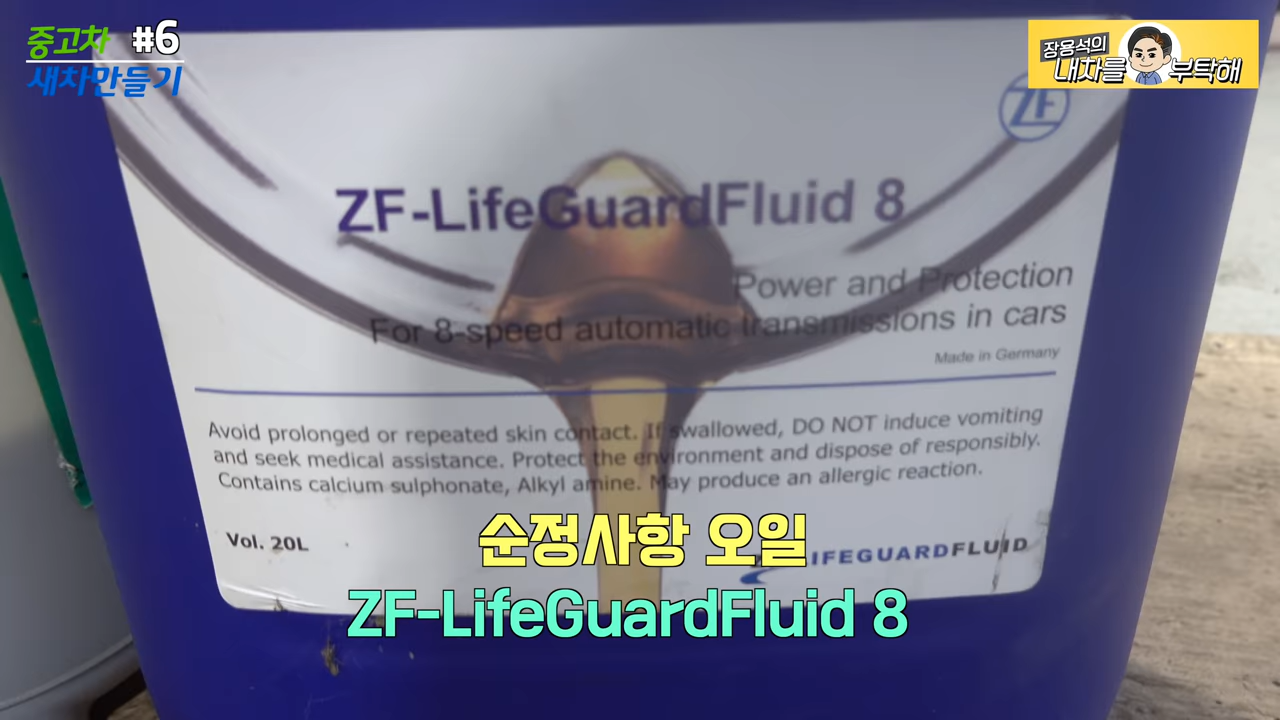 중고차 #6
새차만들기
장용석의
내차를 부탁해
ZF
ZF-LifeGuardFluid 8
Power and Protection
For 8-speed automatic transmissions in cars
Made in Germany
Avoid prolonged or repeated skin contact. If swallowed, DO NOT induce vomiting
and seek medical assistance. Protect the environment and dispose of responsibly.
Contains calcium sulphonate, Alkyl amine. May produce an allergic reaction.
Vol. 20L
LIFEGUARDFLUID
순정사항 오일
ZF-LifeGuardFluid 8